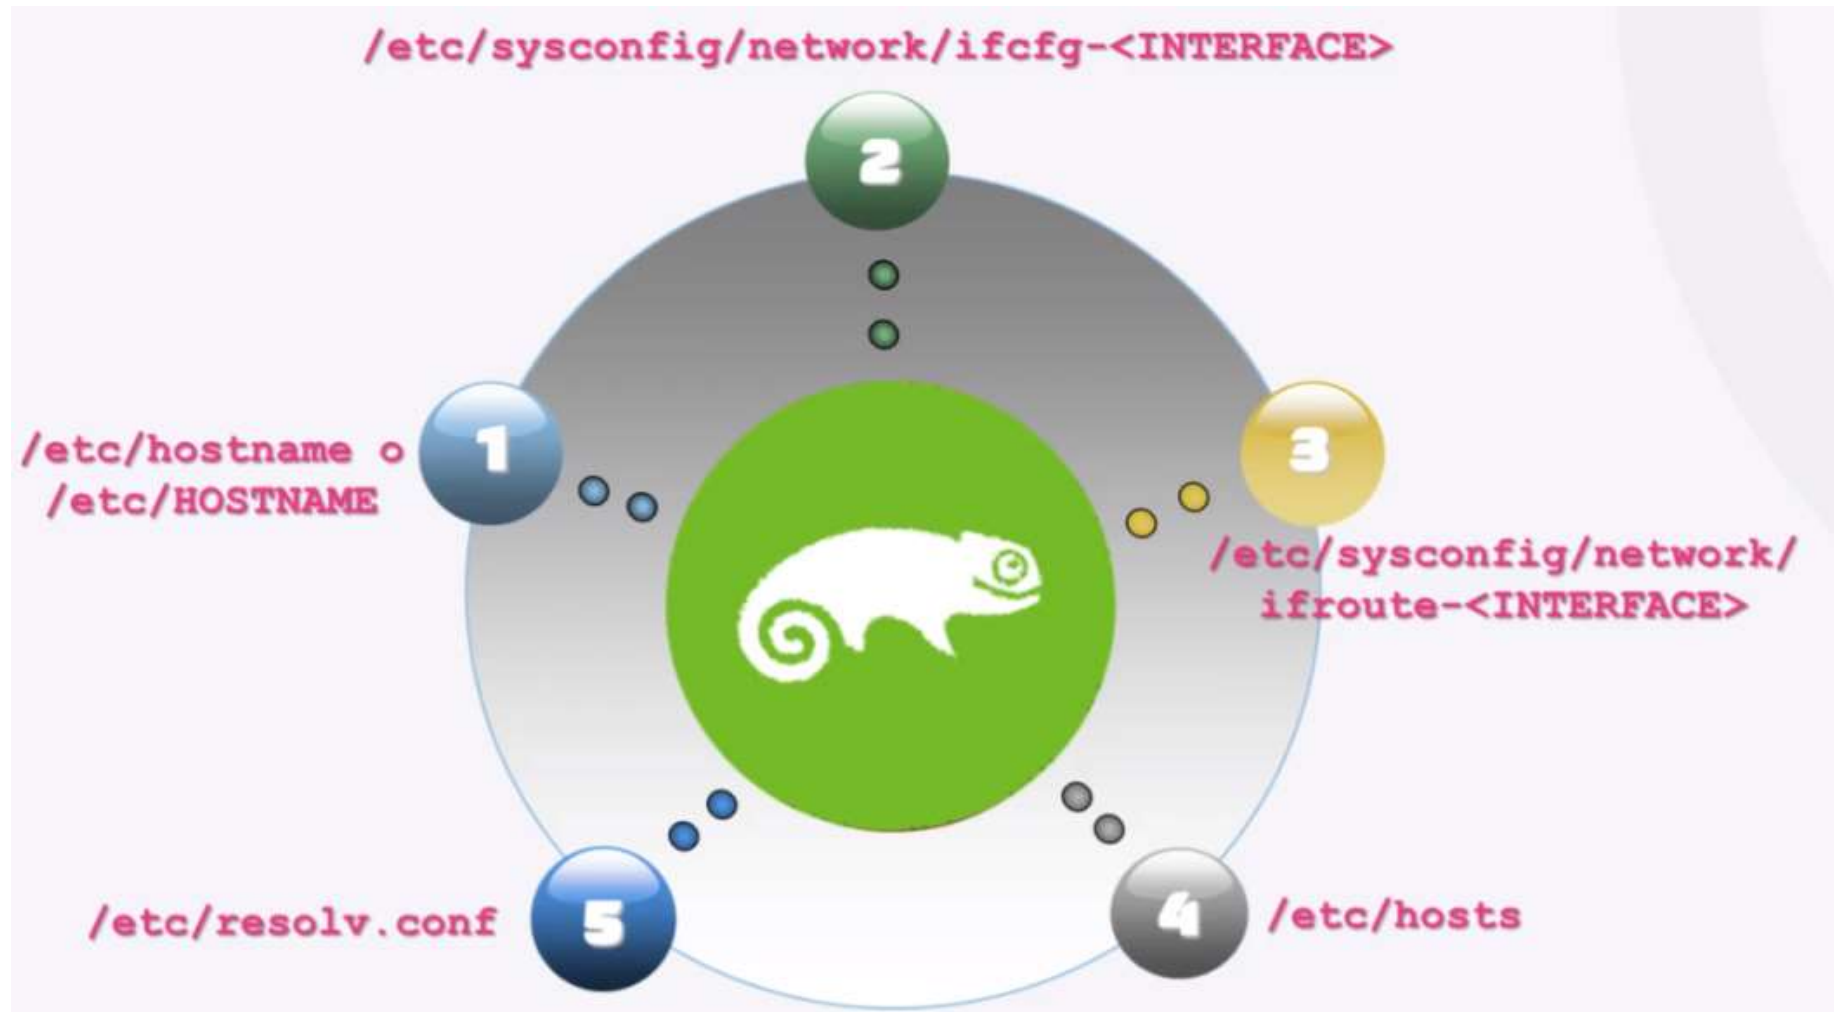 /etc/sysconfig/network/ifcfg-<INTERFACE>
2
1
/etc/hostname o
/etc/HOSTNAME
3
/etc/sysconfig/network/
ifroute-<INTERFACE>
5
/etc/resolv.conf
4
/etc/hosts